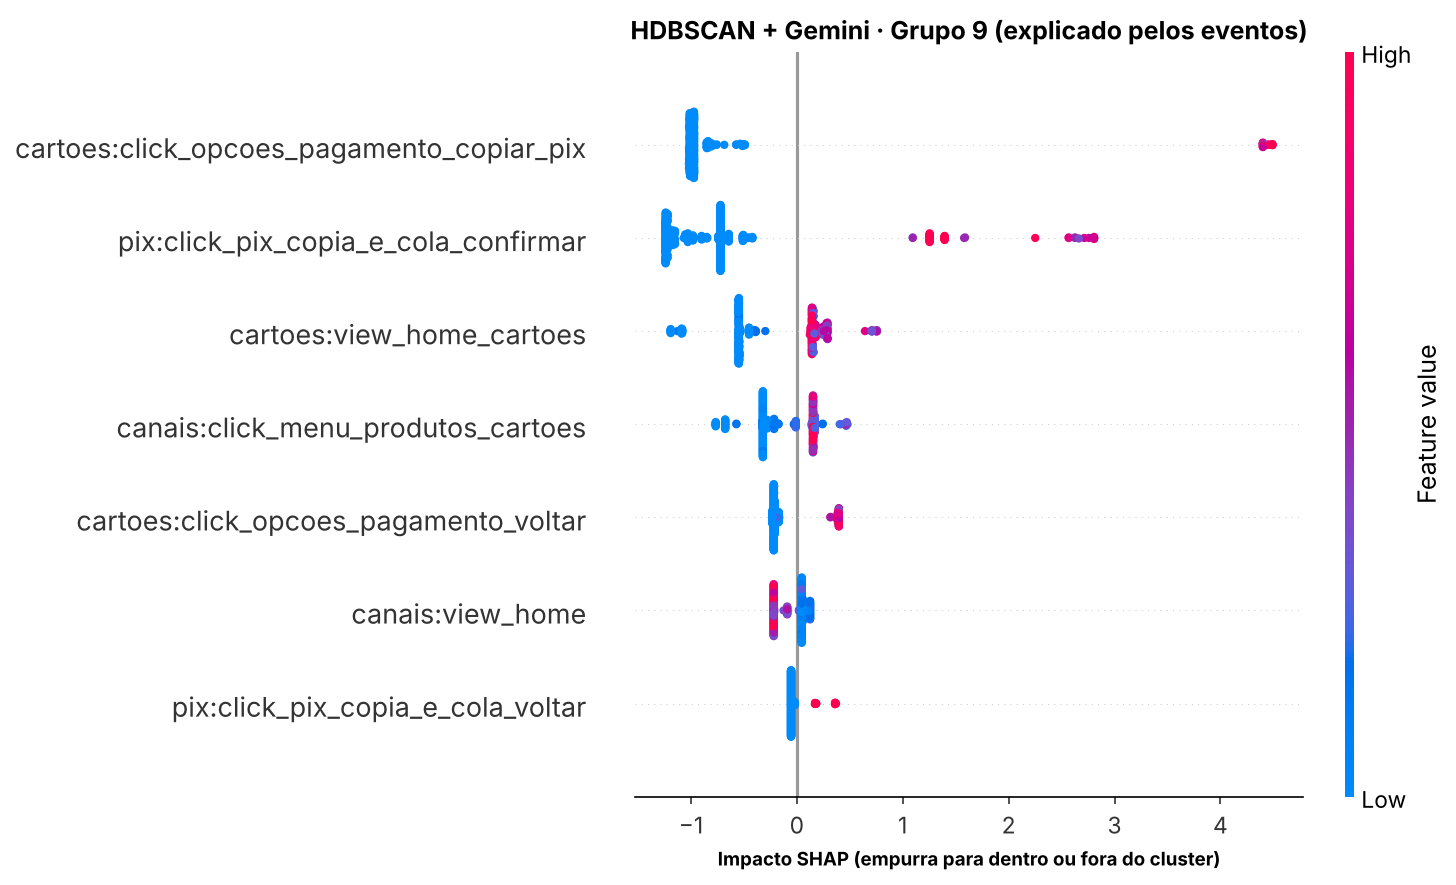 HDBSCAN + Gemini · Grupo 9 (explicado pelos eventos)
High
cartoes:click_opcoes_pagamento_copiar_pix
pix:click_pix_copia_e_cola_confirmar
cartoes:view_home_cartoes
canais:click_menu_produtos_cartoes
cartoes:click_opcoes_pagamento_voltar
canais:view_home
pix:click_pix_copia_e_cola_voltar
Feature value
Low
−1 0 1 2 3 4
Impacto SHAP (empurra para dentro ou fora do cluster)